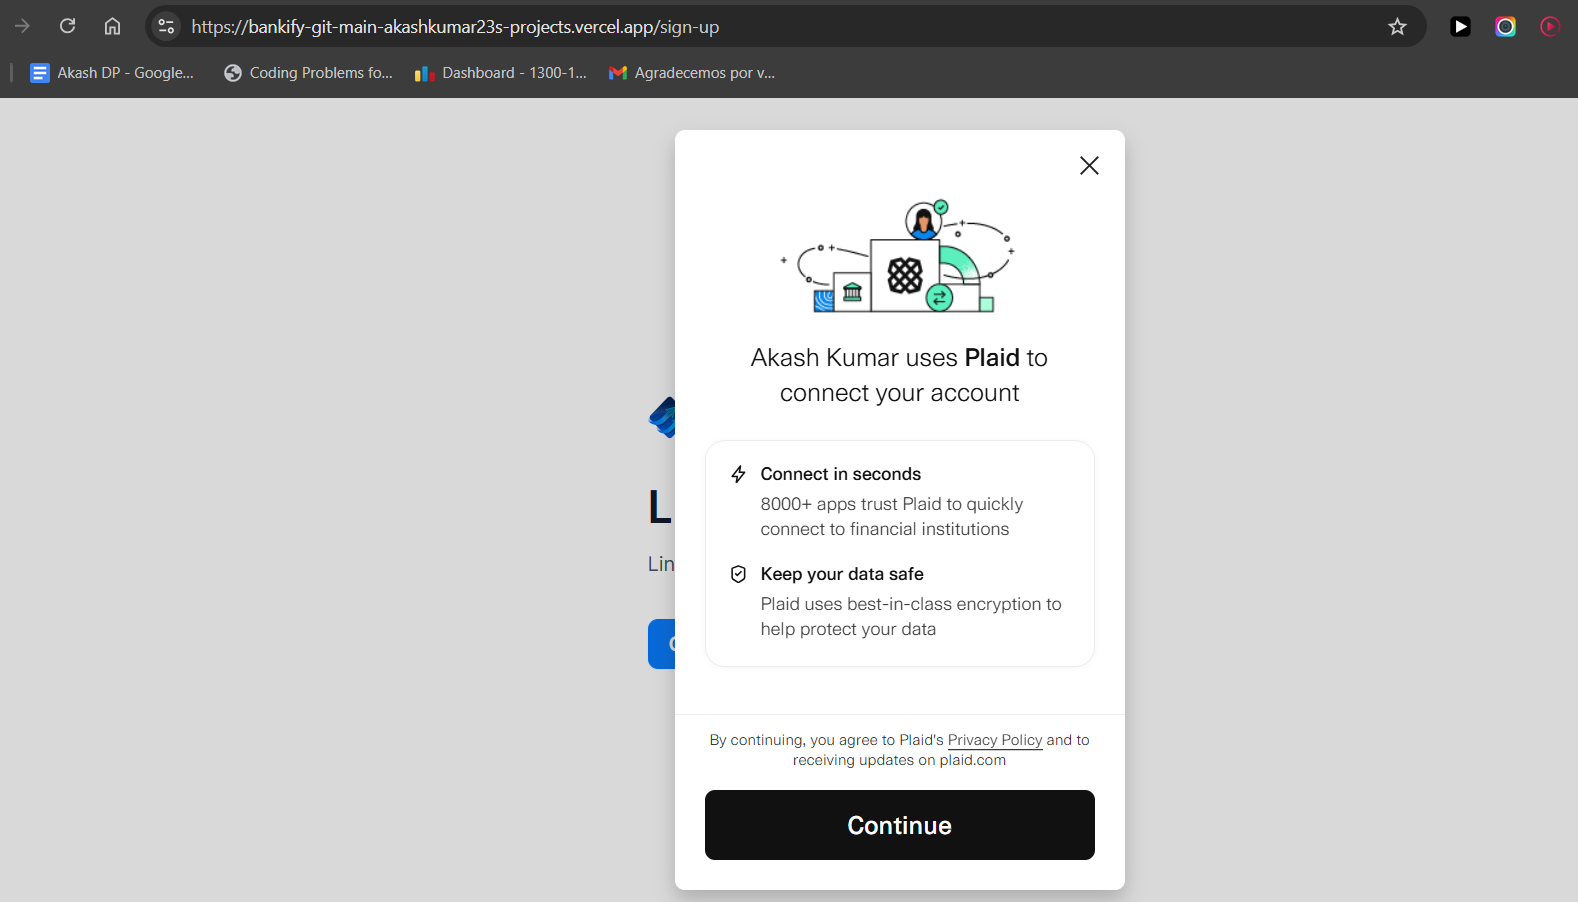 https://bankify-git-main-akashkumar23s-projects.vercel.app/sign-up
Akash DP - Google... Coding Problems fo... Dashboard - 1300-1... Agradecemos por v...
Akash Kumar uses Plaid to
connect your account
L
Lin
Connect in seconds
8000+ apps trust Plaid to quickly
connect to financial institutions
Keep your data safe
Plaid uses best-in-class encryption to
help protect your data
By continuing, you agree to Plaid's Privacy Policy and to
receiving updates on plaid.com
Continue